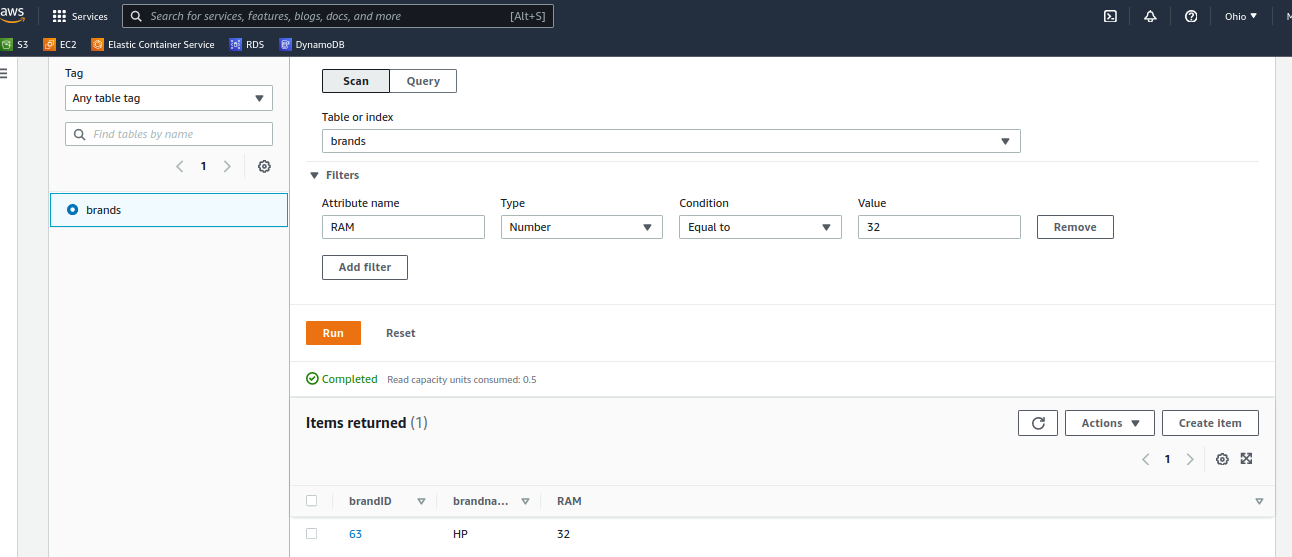 aws
Services
Search for services, features, blogs, docs, and more
[Alt+S]
Ohio
S3
EC2
Elastic Container Service
RDS
DynamoDB
Tag
Any table tag
Find tables by name
1
brands
Scan
Query
Table or index
brands
Filters
Attribute name
Type
Condition
Value
RAM
Number
Equal to
32
Remove
Add filter
Run
Reset
Completed
Read capacity units consumed: 0.5
Items returned (1)
Actions
Create item
1
brandID
brandna...
RAM
63
HP
32